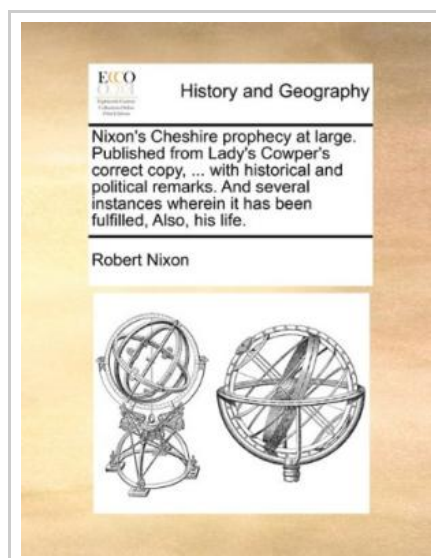 ECCO
History and Geography
Nixon's Cheshire prophecy at large.
Published from Lady's Cowper's
correct copy, ... with historical and
political remarks. And several
instances wherein it has been
fulfilled, Also, his life.
Robert Nixon